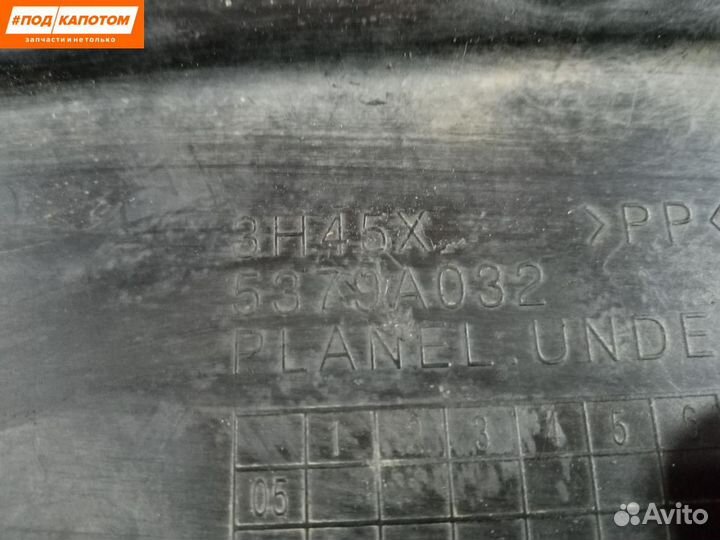 #ПОД КАПОТОМ
запчасти и не только
3H45X >PP<
5379A032
PLANEL. UNDE
1 2 3 4 5 6
05
Avito